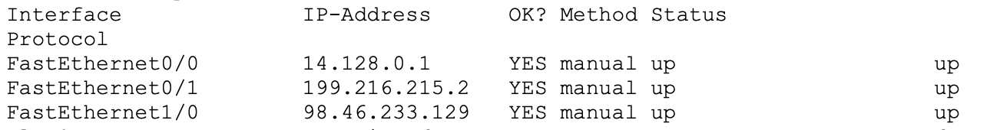 Interface IP-Address OK? Method Status
Protocol
FastEthernet0/0 14.128.0.1 YES manual up up
FastEthernet0/1 199.216.215.2 YES manual up up
FastEthernet1/0 98.46.233.129 YES manual up up